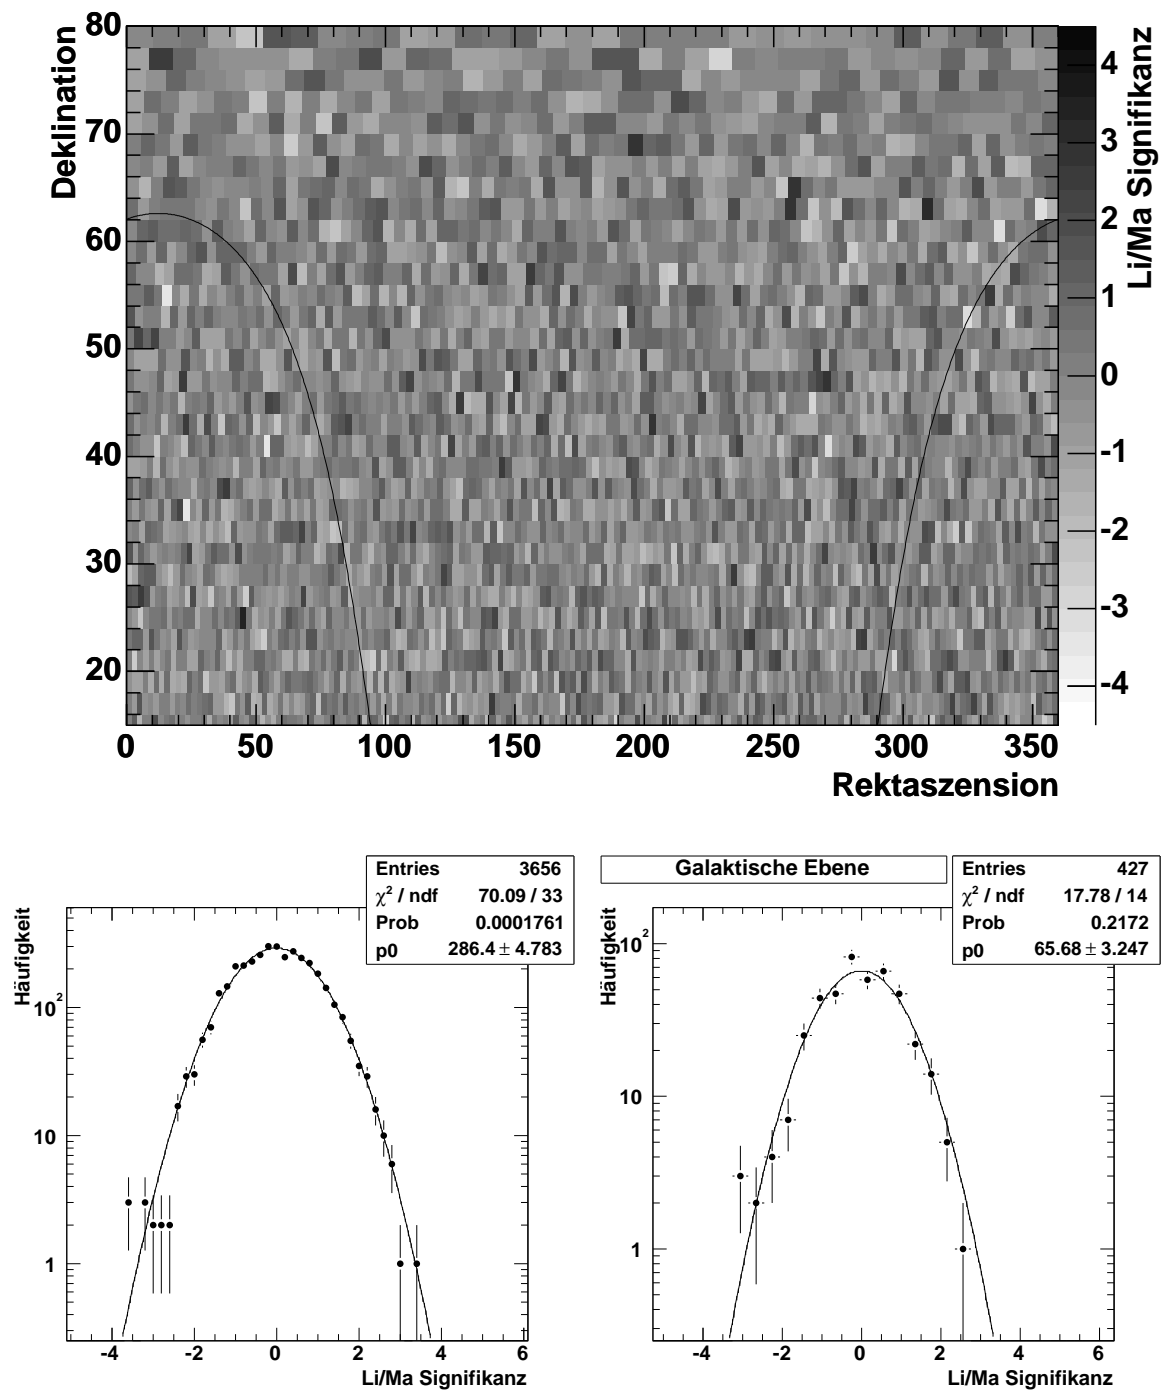 80
70
60
50
40
30
20
Deklination
0 50 100 150 200 250 300 350
Rektaszension
4
3
2
1
0
-1
-2
-3
-4
Li/Ma Signifikanz
Entries 3656
χ² / ndf 70.09 / 33
Prob 0.0001761
p0 286.4 ± 4.783
Häufigkeit
10²
10
1
-4 -2 0 2 4 6
Li/Ma Signifikanz
Galaktische Ebene
Entries 427
χ² / ndf 17.78 / 14
Prob 0.2172
p0 65.68 ± 3.247
Häufigkeit
10²
10
1
-4 -2 0 2 4 6
Li/Ma Signifikanz